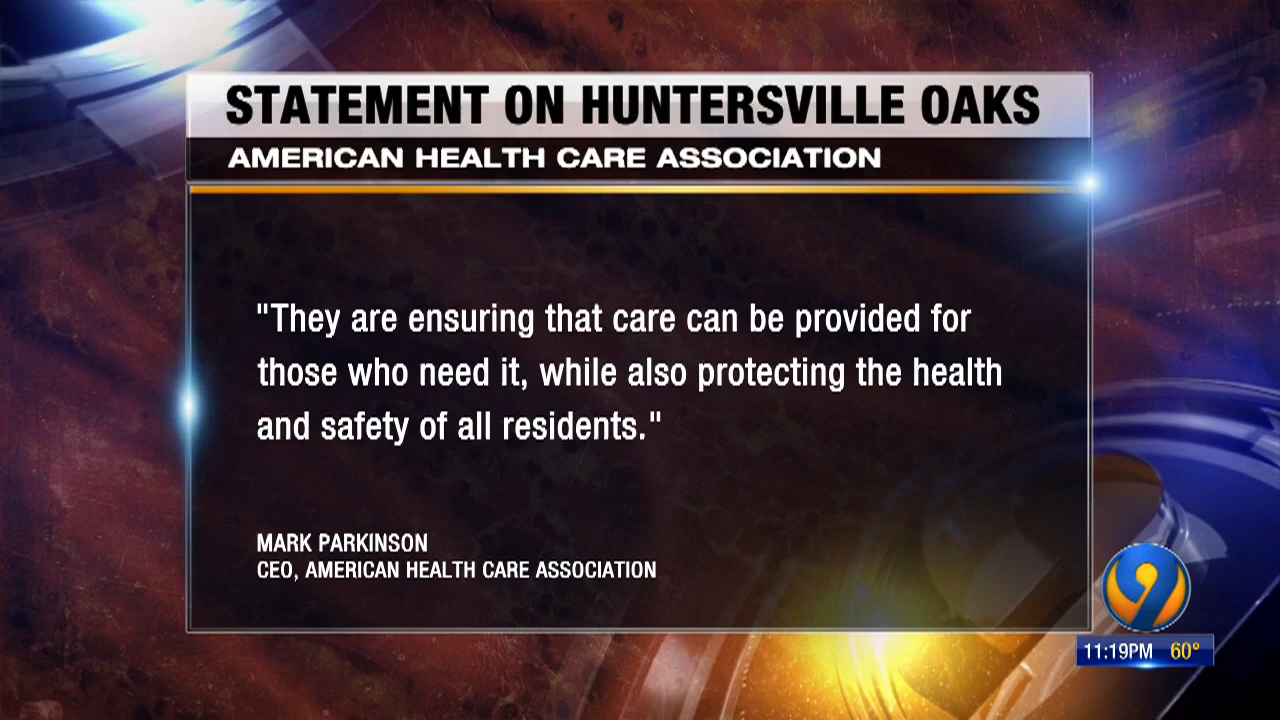 STATEMENT ON HUNTERSVILLE OAKS
AMERICAN HEALTH CARE ASSOCIATION
"They are ensuring that care can be provided for
those who need it, while also protecting the health
and safety of all residents."
MARK PARKINSON
CEO, AMERICAN HEALTH CARE ASSOCIATION
9
11:19PM 60°